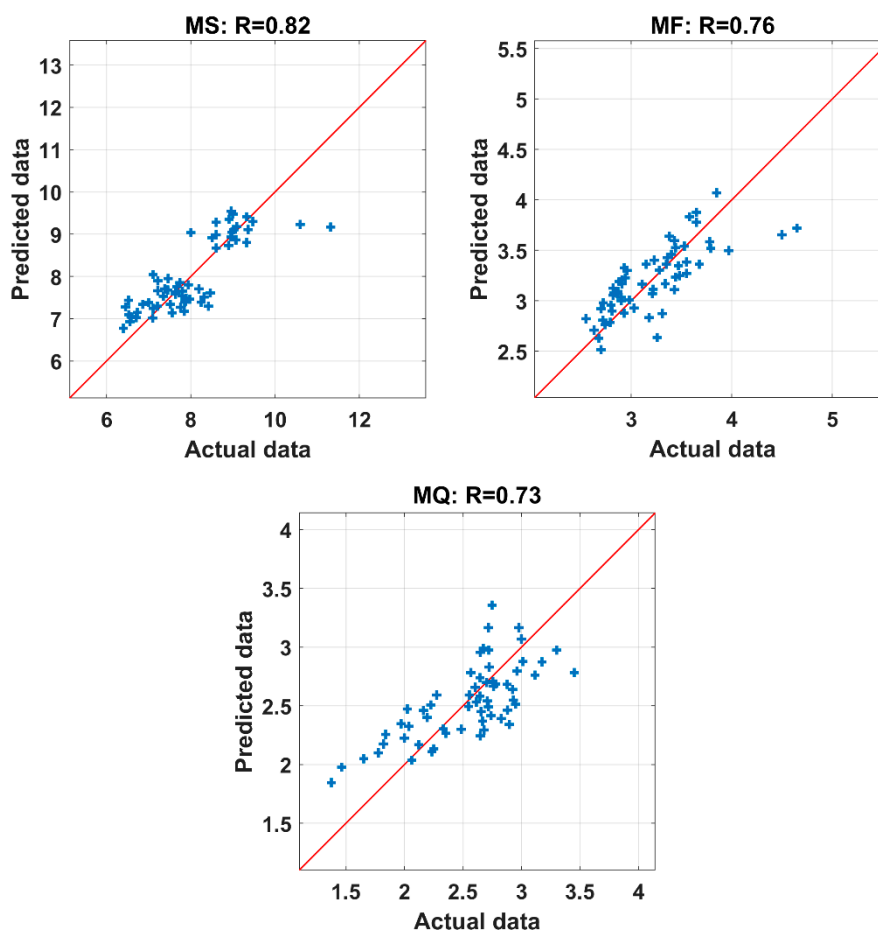 MS: R=0.82
13
12
11
10
9
8
7
6
Predicted data
6 8 10 12
Actual data
MF: R=0.76
5.5
5
4.5
4
3.5
3
2.5
Predicted data
3 4 5
Actual data
MQ: R=0.73
4
3.5
3
2.5
2
1.5
Predicted data
1.5 2 2.5 3 3.5 4
Actual data